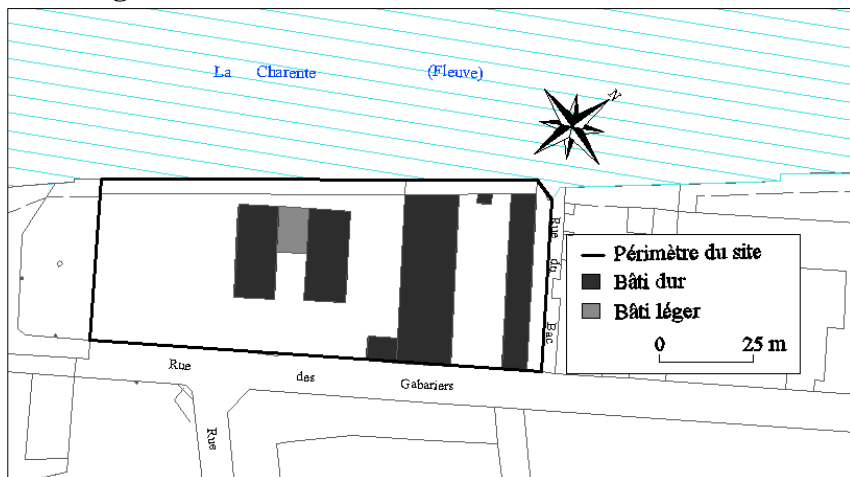 La Charente (Fleuve)
N
Rue du Bac
Périmètre du site
Bâti dur
Bâti léger
0 25 m
Rue des Gabariers
Rue